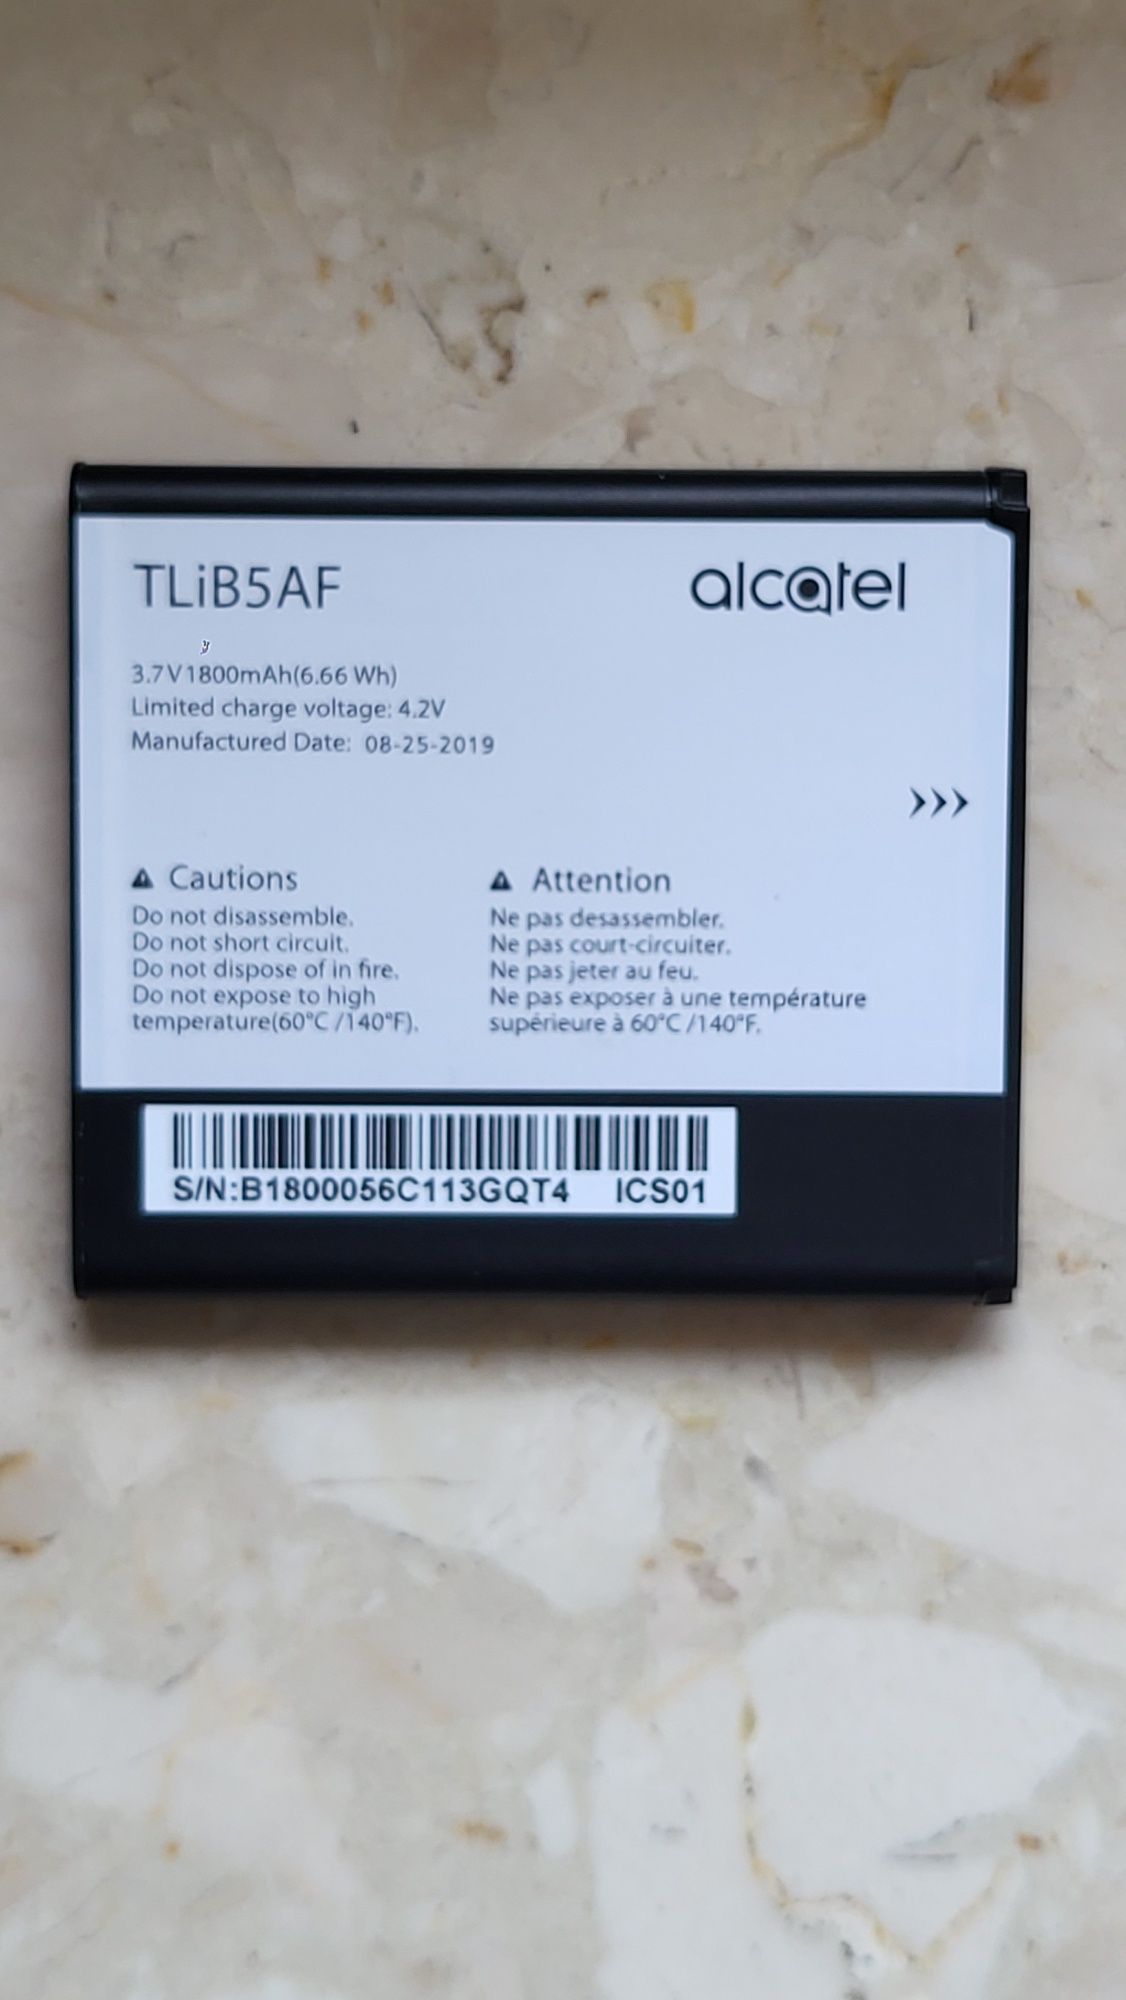 TLiB5AF
alcatel
3.7V1800mAh(6.66 Wh)
Limited charge voltage: 4.2V
Manufactured Date: 08-25-2019
Cautions
Do not disassemble.
Do not short circuit.
Do not dispose of in fire.
Do not expose to high
temperature(60°C /140°F).
Attention
Ne pas desassembler.
Ne pas court-circuiter.
Ne pas jeter au feu.
Ne pas exposer à une température
supérieure à 60°C /140°F.
S/N:B1800056C113GQT4 ICS01